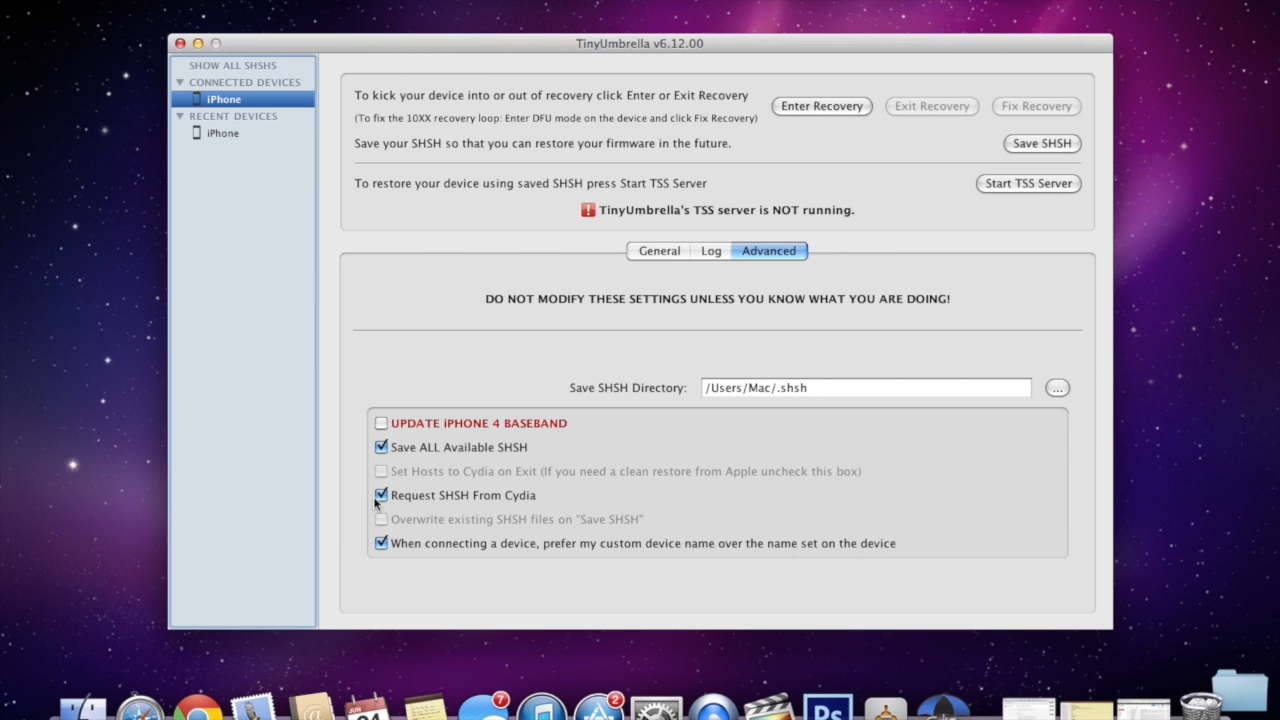 TinyUmbrella v6.12.00
SHOW ALL SHSHS
CONNECTED DEVICES
iPhone
RECENT DEVICES
iPhone
To kick your device into or out of recovery click Enter or Exit Recovery
Enter Recovery
Exit Recovery
Fix Recovery
(To fix the 10XX recovery loop: Enter DFU mode on the device and click Fix Recovery)
Save your SHSH so that you can restore your firmware in the future.
Save SHSH
To restore your device using saved SHSH press Start TSS Server
Start TSS Server
TinyUmbrella's TSS server is NOT running.
General
Log
Advanced
DO NOT MODIFY THESE SETTINGS UNLESS YOU KNOW WHAT YOU ARE DOING!
Save SHSH Directory:
/Users/Mac/.shsh
...
UPDATE iPHONE 4 BASEBAND
Save ALL Available SHSH
Set Hosts to Cydia on Exit (If you need a clean restore from Apple uncheck this box)
Request SHSH From Cydia
Overwrite existing SHSH files on "Save SHSH"
When connecting a device, prefer my custom device name over the name set on the device
7
2
Ps